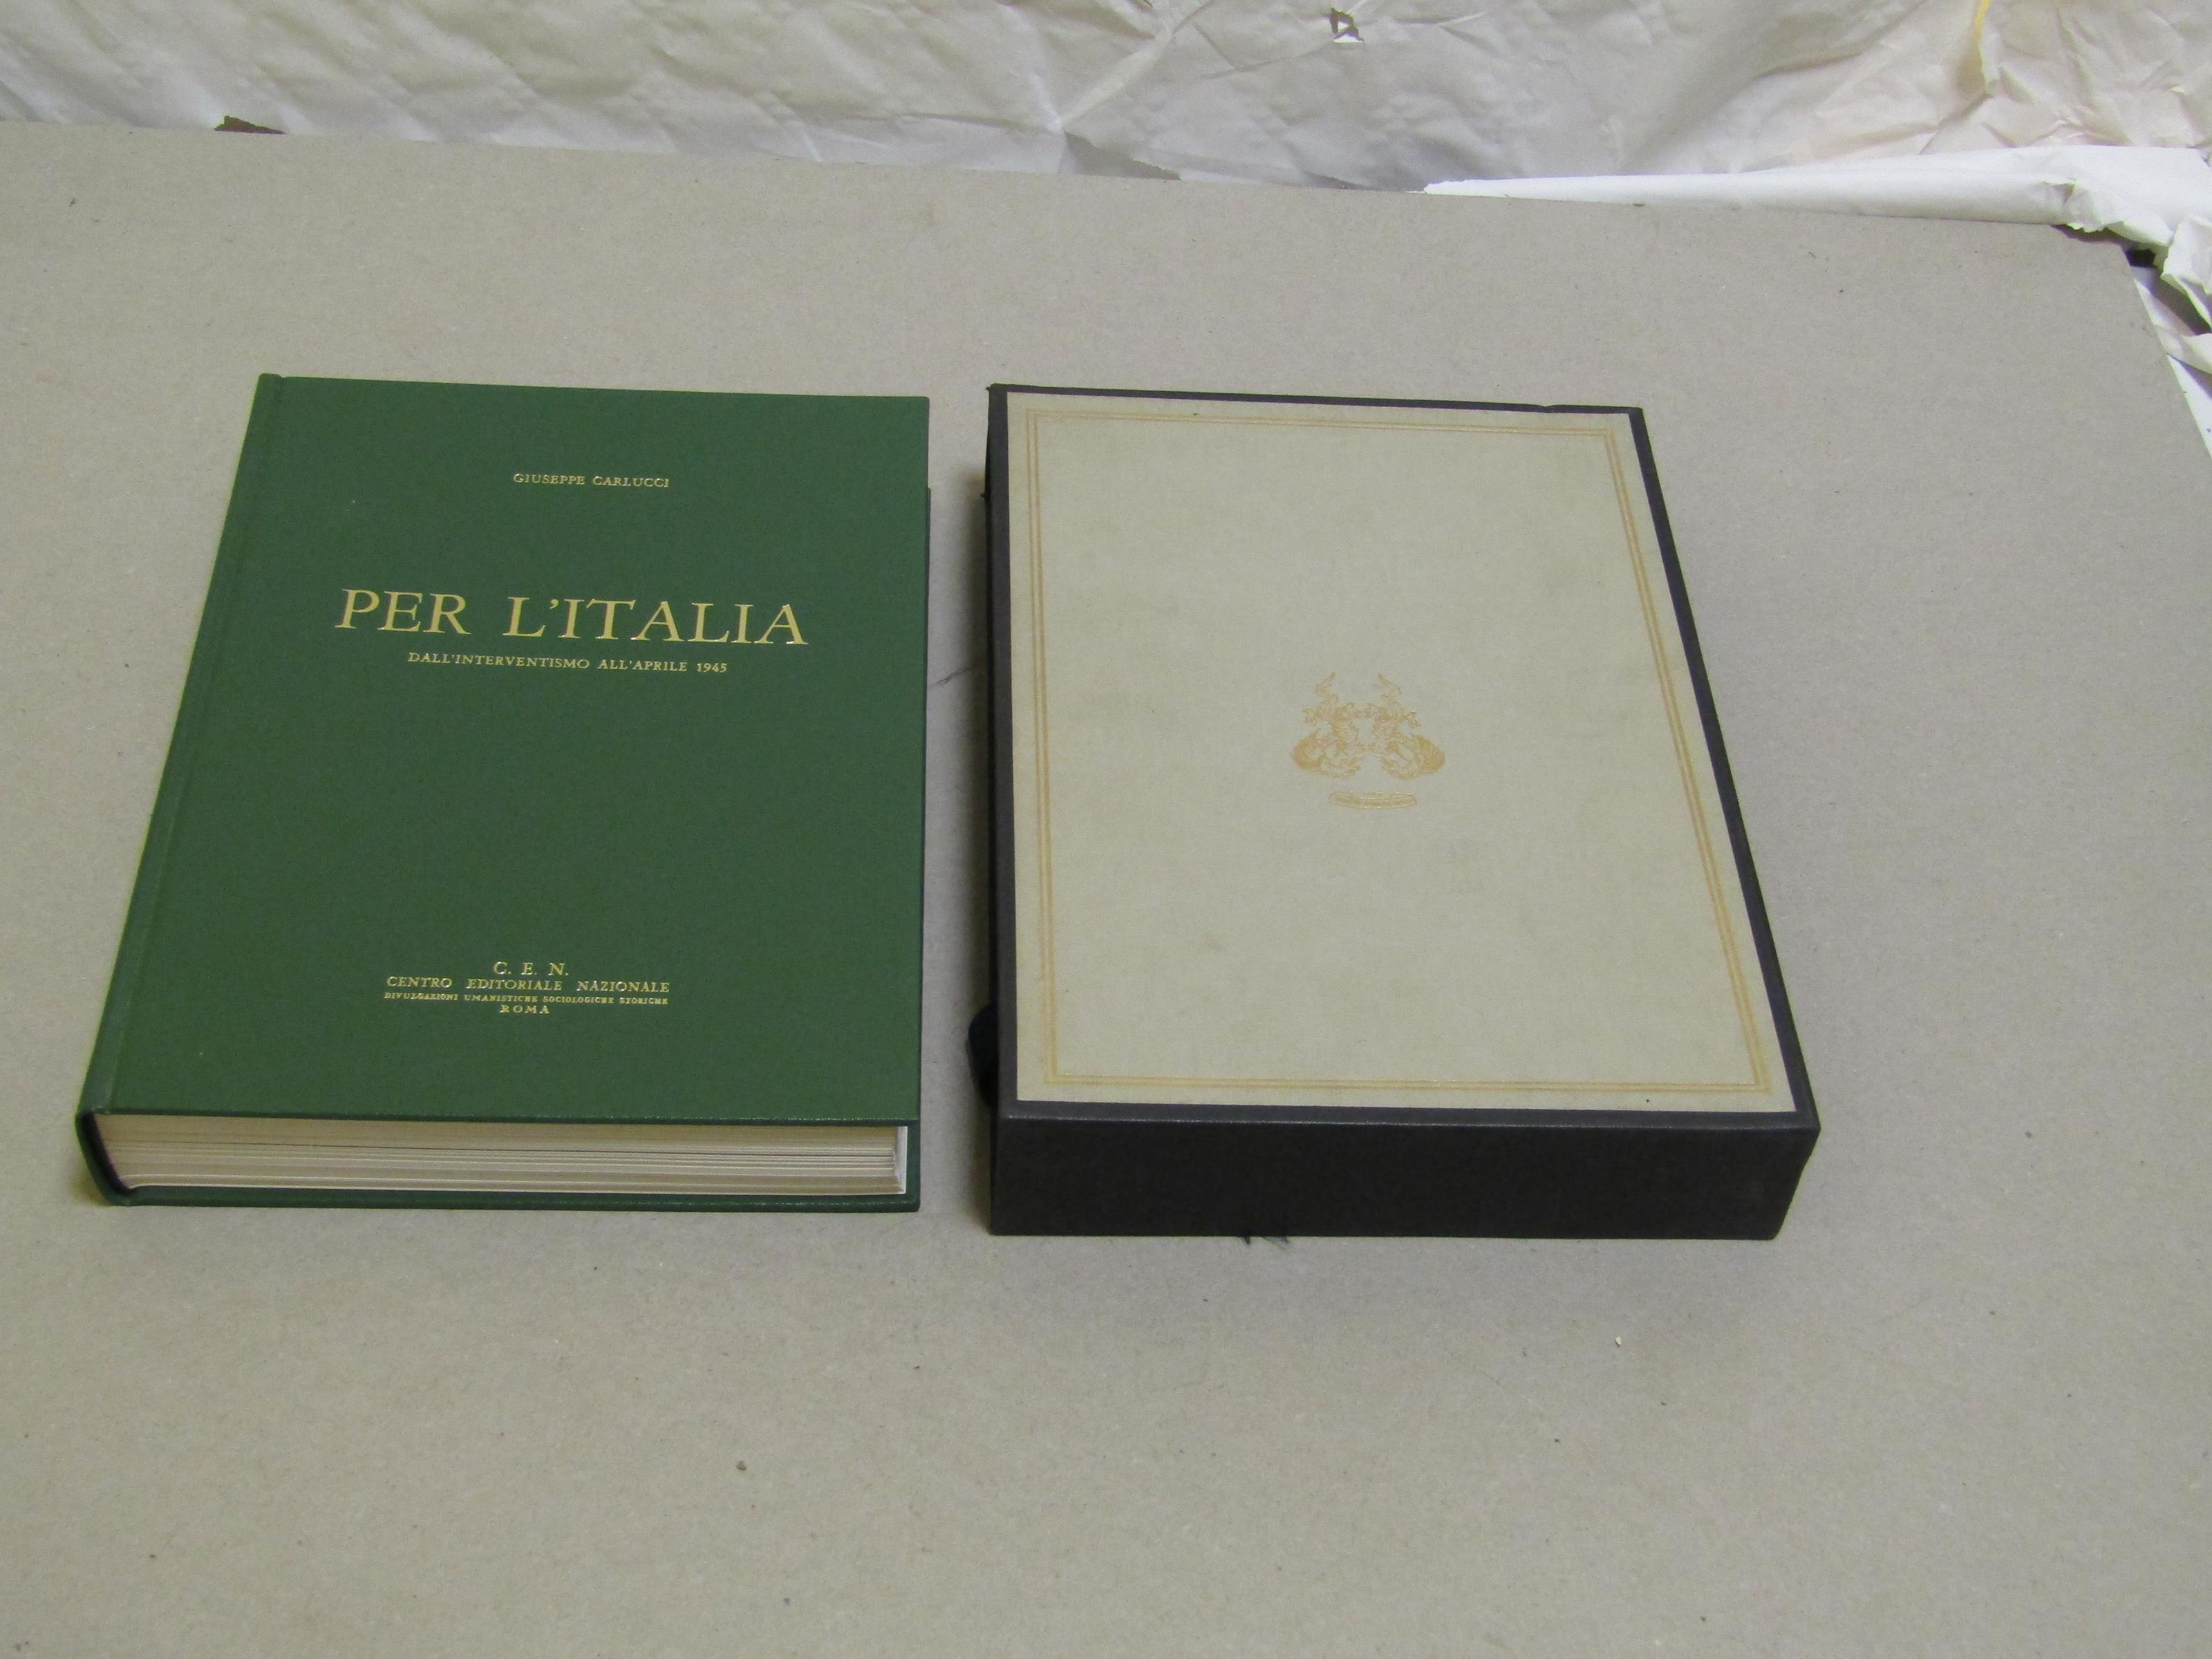 GIUSEPPE CARLUCCI
PER L'ITALIA
DALL'INTERVENTISMO ALL'APRILE 1945
C. E. N.
CENTRO EDITORIALE NAZIONALE
DIVULGAZIONI UMANISTICHE SOCIOLOGICHE STORICHE
ROMA